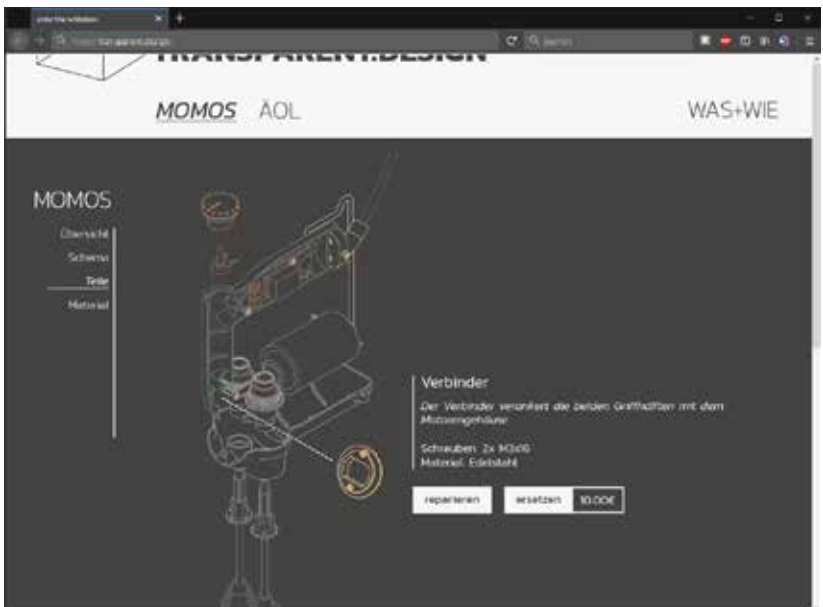 TRANSPARENT.DESIGN
MOMOS ÄOL
WAS+WIE
MOMOS
Übersicht
Schema
Teile
Material
Verbinder
Der Verbinder verankert die beiden Griffhälften mit dem
Motorengehäuse
Schrauben: 2x M3x16
Material: Edelstahl
reparieren
ersetzen 10.00€